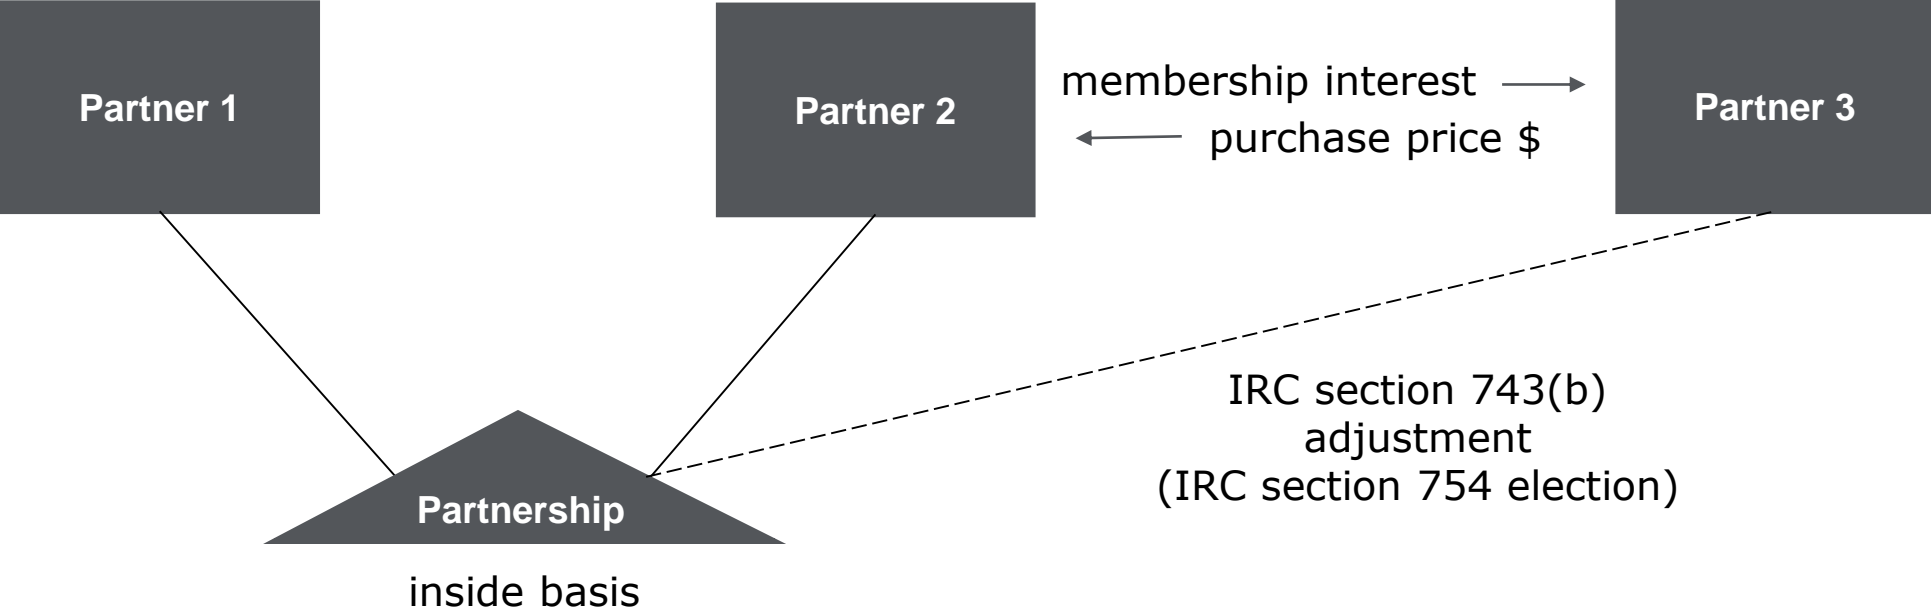 Partner 1
Partner 2
membership interest
purchase price $
Partner 3
IRC section 743(b)
adjustment
(IRC section 754 election)
Partnership
inside basis